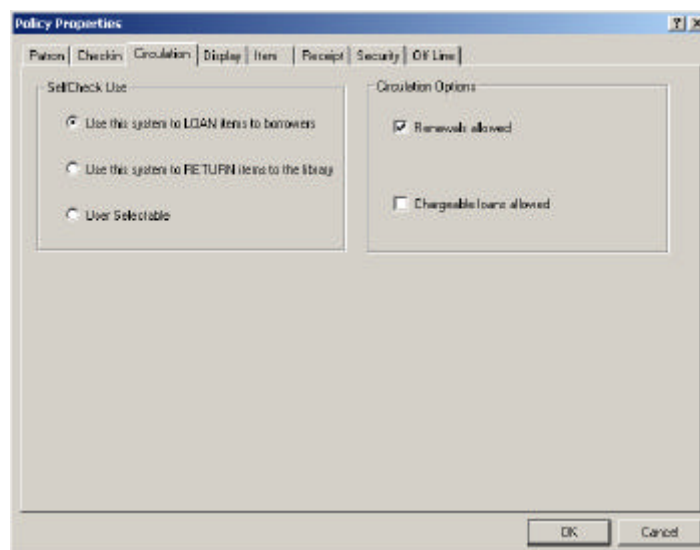 Policy Properties
Patron Checkin Circulation Display Item Receipt Security Off Line
SelfCheck Use
Use this system to LOAN items to borrowers
Use this system to RETURN items to the library
User Selectable
Circulation Options
Renewals allowed
Chargeable loans allowed
OK Cancel